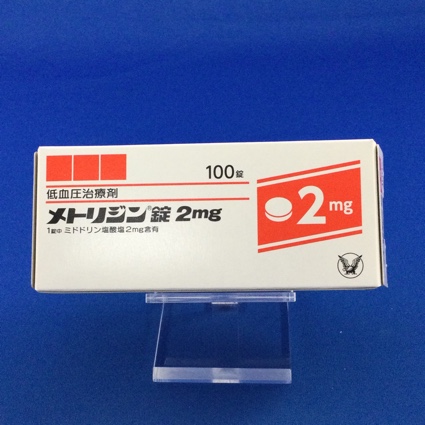 100錠
低血圧治療剤
メトリジン®錠 2mg
1錠中 ミドドリン塩酸塩2mg含有
2mg